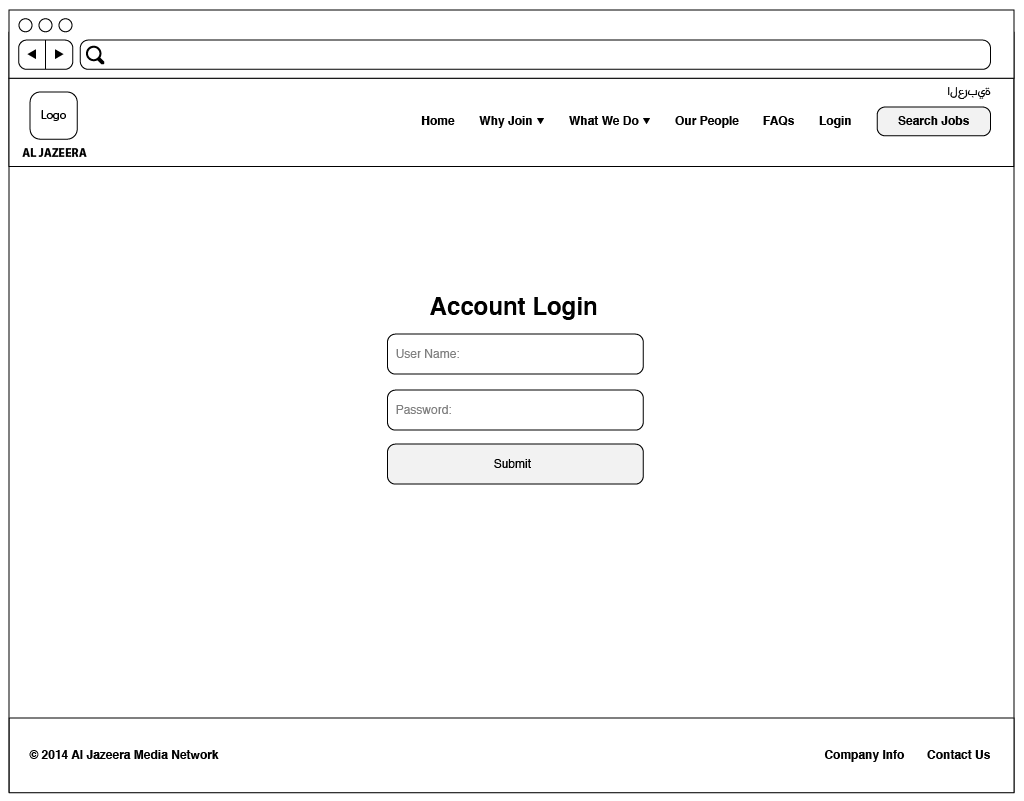 العربية
Logo
AL JAZEERA
Home Why Join What We Do Our People FAQs Login Search Jobs
Account Login
User Name:
Password:
Submit
© 2014 Al Jazeera Media Network Company Info Contact Us